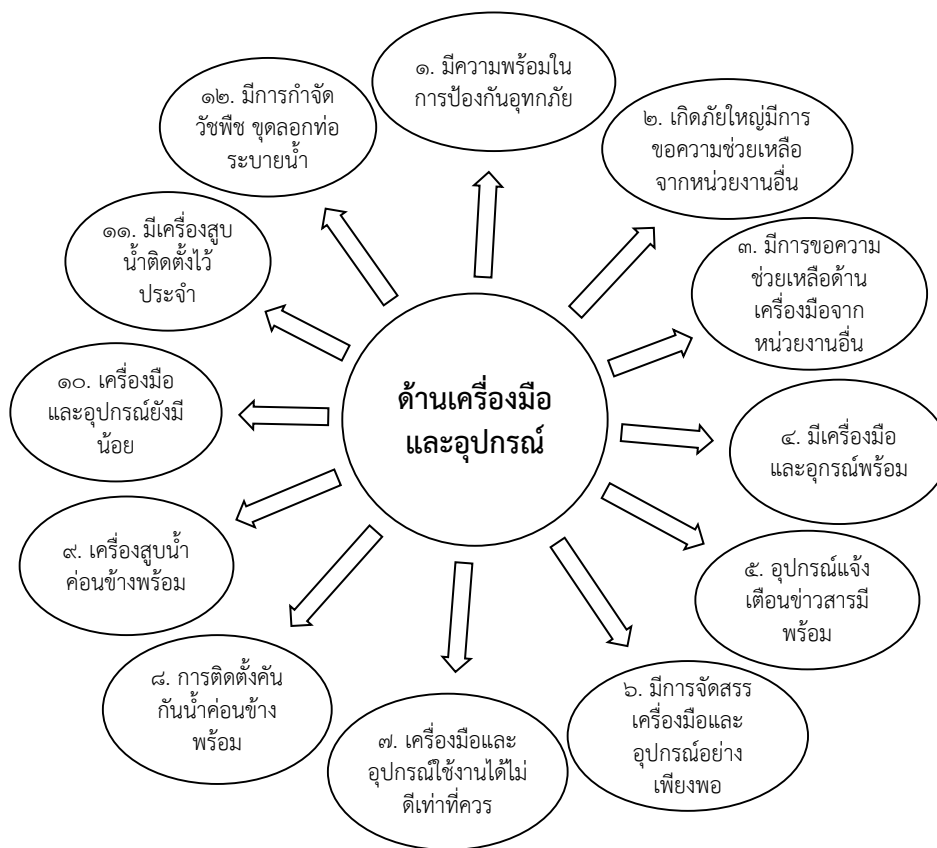 ๑. มีความพร้อมใน
การป้องกันอุทกภัย
๒. เกิดภัยใหญ่มีการ
ขอความช่วยเหลือ
จากหน่วยงานอื่น
๓. มีการขอความ
ช่วยเหลือด้าน
เครื่องมือจาก
หน่วยงานอื่น
๔. มีเครื่องมือ
และอุกรณ์พร้อม
๕. อุปกรณ์แจ้ง
เตือนข่าวสารมี
พร้อม
๖. มีการจัดสรร
เครื่องมือและ
อุปกรณ์อย่าง
เพียงพอ
๗. เครื่องมือและ
อุปกรณ์ใช้งานได้ไม่
ดีเท่าที่ควร
๘. การติดตั้งคัน
กันน้ำค่อนข้าง
พร้อม
๙. เครื่องสูบน้ำ
ค่อนข้างพร้อม
๑๐. เครื่องมือ
และอุปกรณ์ยังมี
น้อย
๑๑. มีเครื่องสูบ
น้ำติดตั้งไว้
ประจำ
๑๒. มีการกำจัด
วัชพืช ขุดลอกท่อ
ระบายน้ำ
ด้านเครื่องมือ
และอุปกรณ์